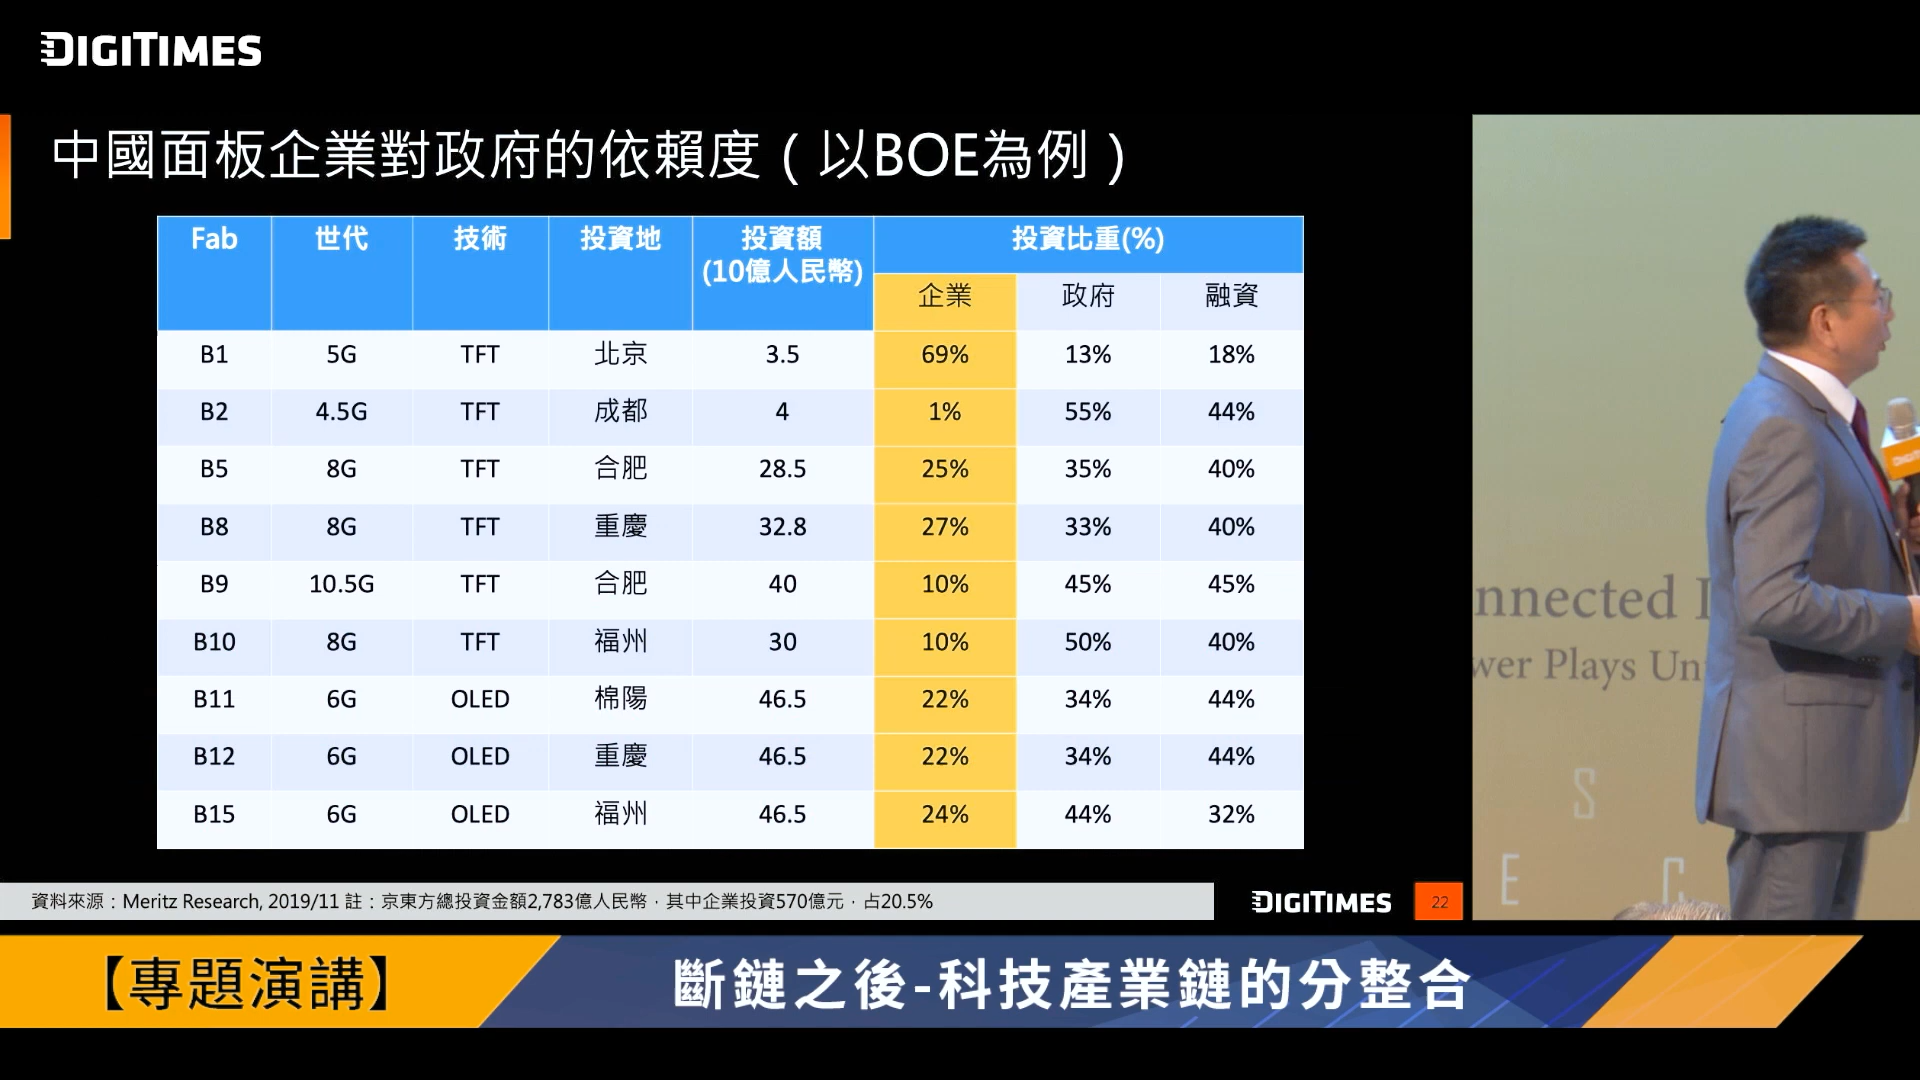 DIGITIMES
中國面板企業對政府的依賴度（以BOE為例）
Fab 世代 技術 投資地 投資額 (10億人民幣) 投資比重(%)
企業 政府 融資
B1 5G TFT 北京 3.5 69% 13% 18%
B2 4.5G TFT 成都 4 1% 55% 44%
B5 8G TFT 合肥 28.5 25% 35% 40%
B8 8G TFT 重慶 32.8 27% 33% 40%
B9 10.5G TFT 合肥 40 10% 45% 45%
B10 8G TFT 福州 30 10% 50% 40%
B11 6G OLED 棉陽 46.5 22% 34% 44%
B12 6G OLED 重慶 46.5 22% 34% 44%
B15 6G OLED 福州 46.5 24% 44% 32%
資料來源：Meritz Research, 2019/11 註：京東方總投資金額2,783億人民幣，其中企業投資570億元，占20.5%
DIGITIMES 22
nnected I
wer Plays Un
S
E C
【專題演講】
斷鏈之後-科技產業鏈的分整合